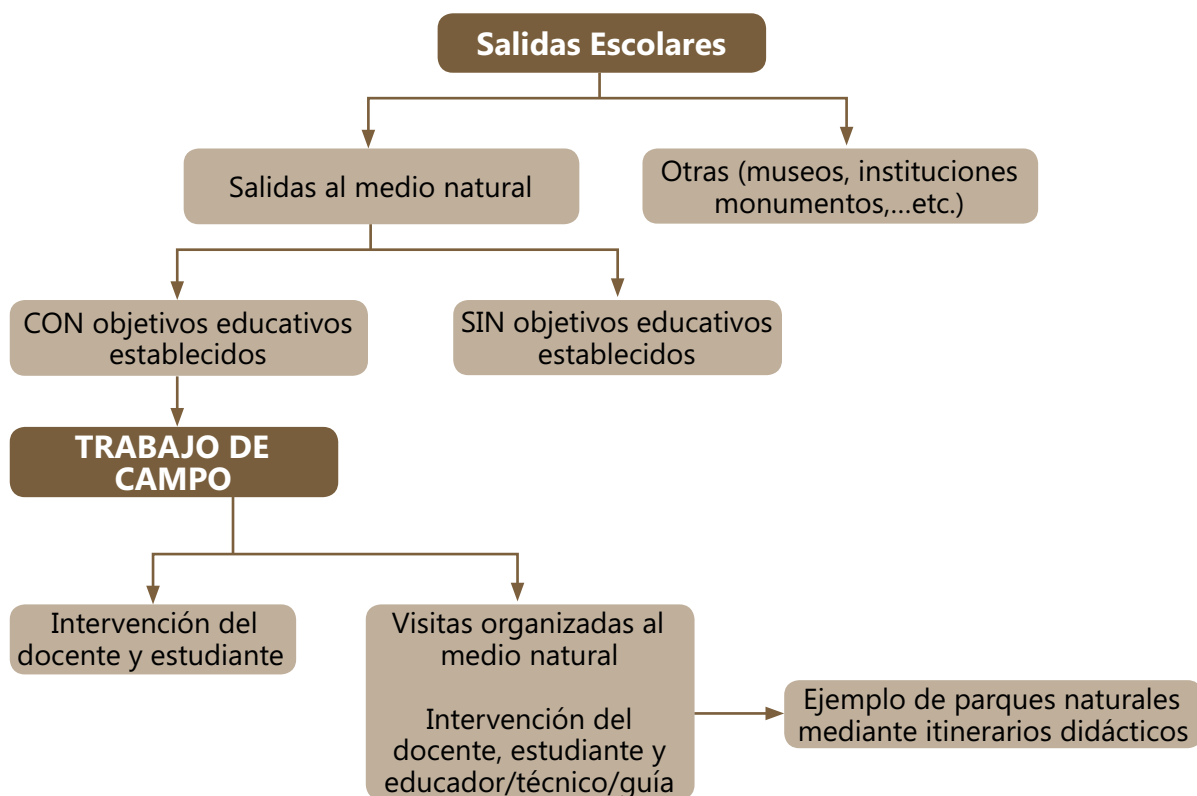 Salidas Escolares
Salidas al medio natural
Otras (museos, instituciones
monumentos,...etc.)
CON objetivos educativos
establecidos
SIN objetivos educativos
establecidos
TRABAJO DE
CAMPO
Intervención del
docente y estudiante
Visitas organizadas al
medio natural
Intervención del
docente, estudiante y
educador/técnico/guía
Ejemplo de parques naturales
mediante itinerarios didácticos